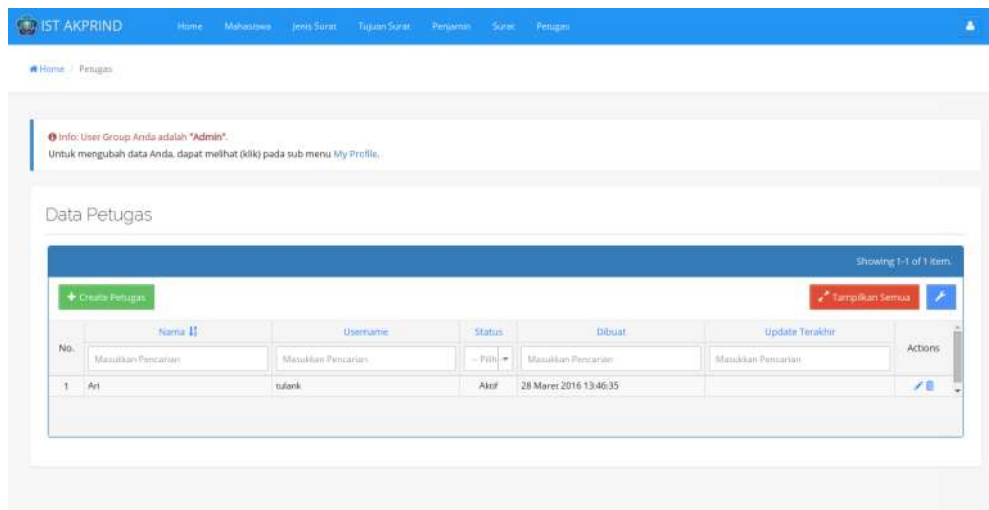 IST AKPRIND Home Mahasiswa Jenis Surat Tujuan Surat Penjamin Surat Petugas
Home / Petugas
Info: User Group Anda adalah "Admin".
Untuk mengubah data Anda, dapat melihat (klik) pada sub menu My Profile.
Data Petugas
Showing 1-1 of 1 item.
Create Petugas Tampilkan Semua
No. Nama Username Status Dibuat Update Terakhir Actions
Masukkan Pencarian Masukkan Pencarian -- Pilih Masukkan Pencarian Masukkan Pencarian
1 Ari tulank Aktif 28 Maret 2016 13:46:35